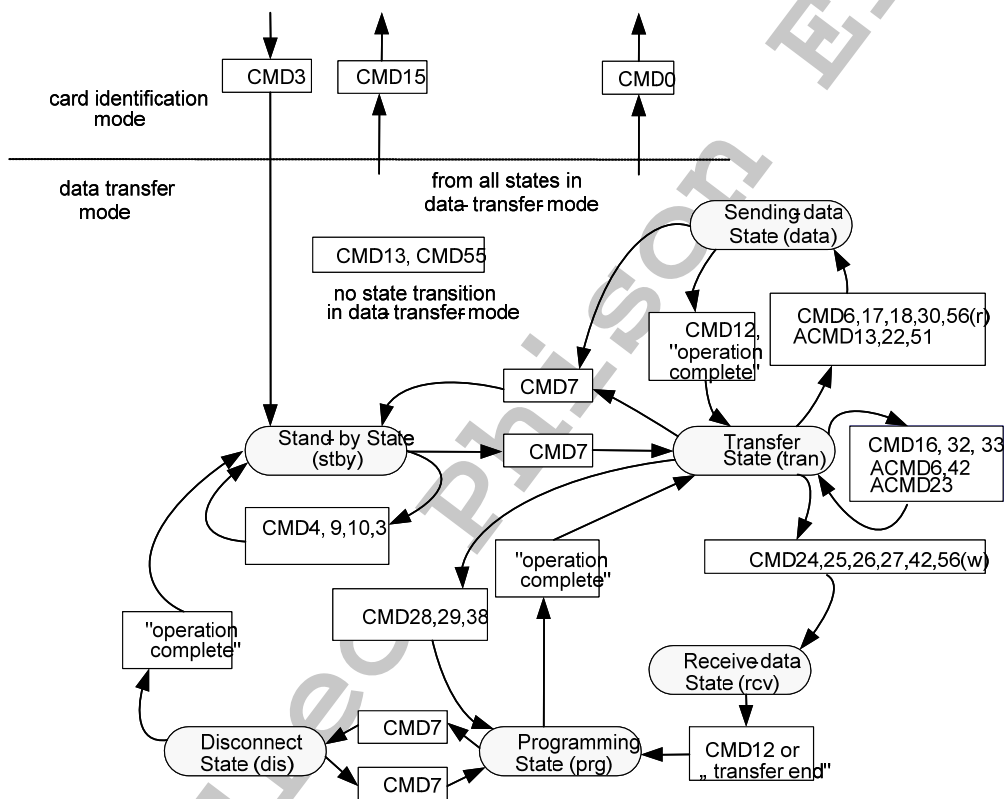 CMD3
CMD15
CMD0
card identification
mode
data transfer
mode
from all states in
data-transfer-mode
CMD13, CMD55
no state transition
in data-transfer-mode
Sending-data
State (data)
CMD12,
"operation
complete"
CMD6,17,18,30,56(r)
ACMD13,22,51
CMD7
Stand-by State
(stby)
CMD7
Transfer
State (tran)
CMD16, 32, 33
ACMD6,42
ACMD23
CMD4, 9,10,3
"operation
complete"
CMD24,25,26,27,42,56(w)
CMD28,29,38
"operation
complete"
Receive-data
State (rcv)
Disconnect
State (dis)
CMD7
CMD7
Programming
State (prg)
CMD12 or
„ transfer end"
Phison